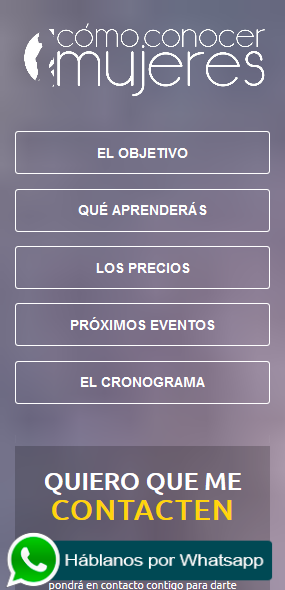 cómo.conocer
mujeres
EL OBJETIVO
QUÉ APRENDERÁS
LOS PRECIOS
PRÓXIMOS EVENTOS
EL CRONOGRAMA
QUIERO QUE ME
CONTACTEN
Háblanos por Whatsapp
pondrá en contacto contigo para darte